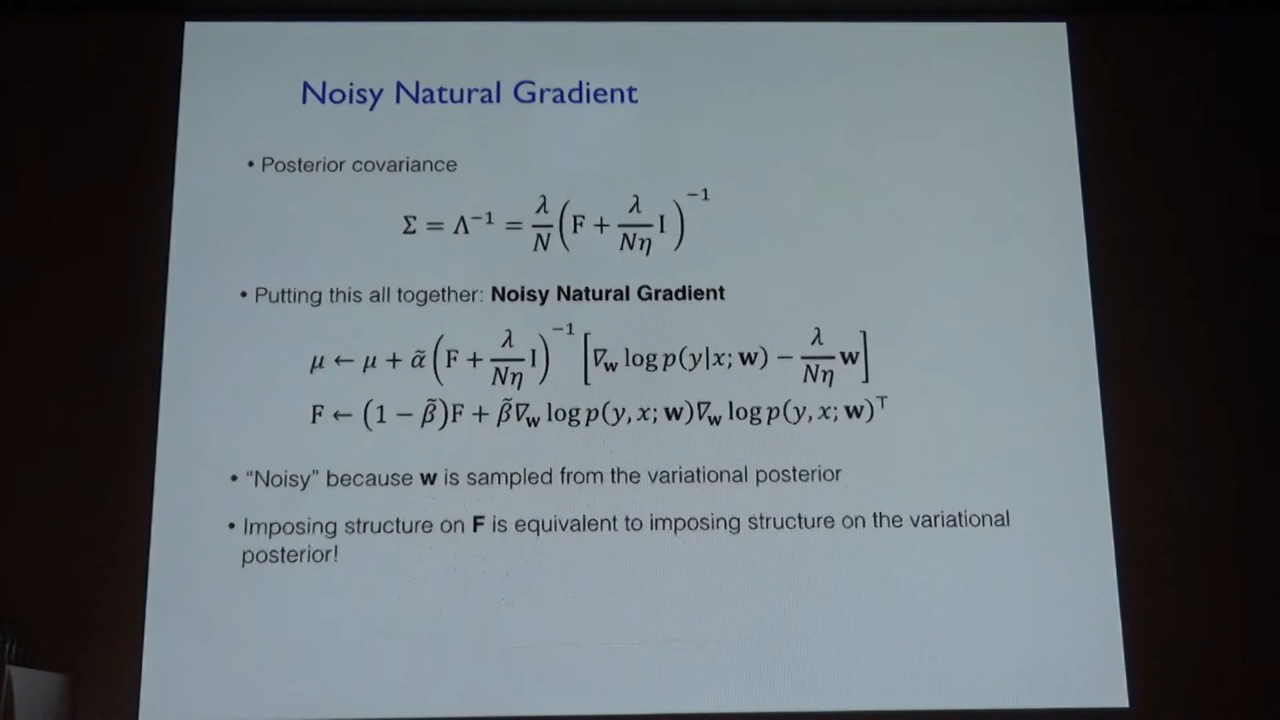 Noisy Natural Gradient
• Posterior covariance
Σ = Λ⁻¹ = λ/N (F + λ/Nη I)⁻¹
• Putting this all together: Noisy Natural Gradient
μ ← μ + α̃ (F + λ/Nη I)⁻¹ [∇w log p(y|x; w) − λ/Nη w]
F ← (1 − β̃)F + β̃∇w log p(y, x; w)∇w log p(y, x; w)⊤
• “Noisy” because w is sampled from the variational posterior
• Imposing structure on F is equivalent to imposing structure on the variational
posterior!